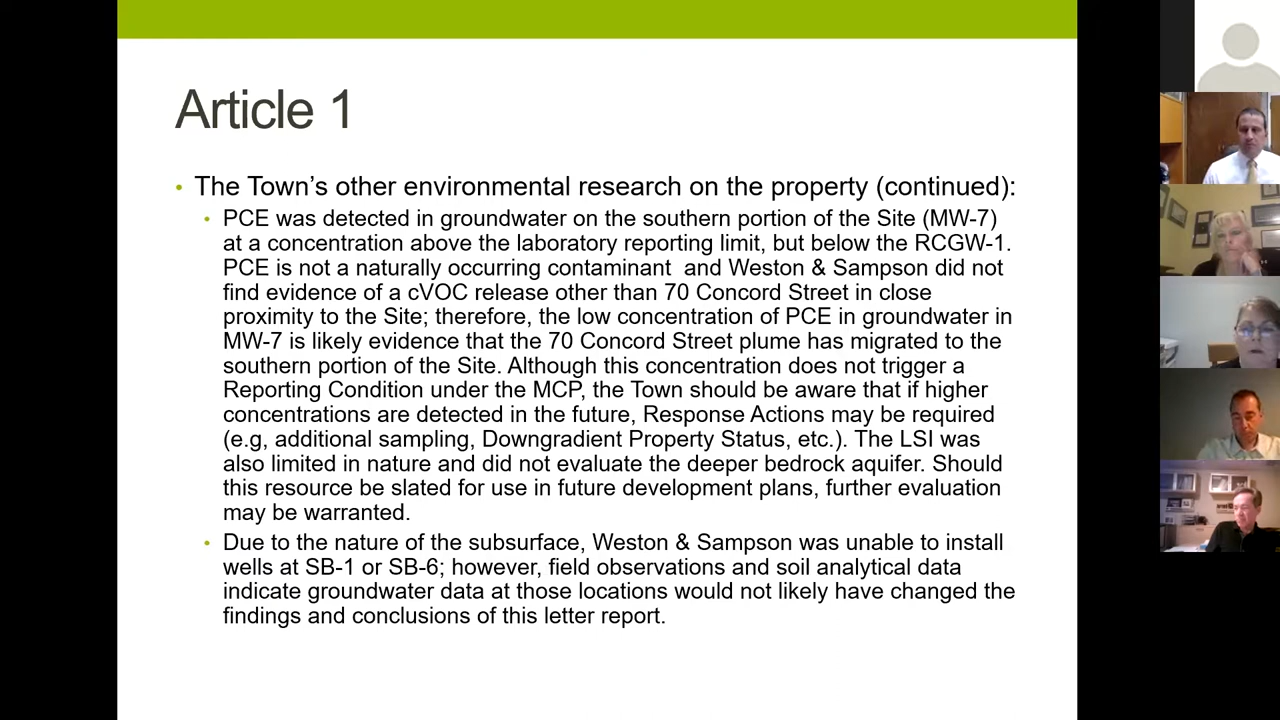 Article 1
• The Town’s other environmental research on the property (continued):
• PCE was detected in groundwater on the southern portion of the Site (MW-7)
at a concentration above the laboratory reporting limit, but below the RCGW-1.
PCE is not a naturally occurring contaminant  and Weston & Sampson did not
find evidence of a cVOC release other than 70 Concord Street in close
proximity to the Site; therefore, the low concentration of PCE in groundwater in
MW-7 is likely evidence that the 70 Concord Street plume has migrated to the
southern portion of the Site. Although this concentration does not trigger a
Reporting Condition under the MCP, the Town should be aware that if higher
concentrations are detected in the future, Response Actions may be required
(e.g, additional sampling, Downgradient Property Status, etc.). The LSI was
also limited in nature and did not evaluate the deeper bedrock aquifer. Should
this resource be slated for use in future development plans, further evaluation
may be warranted.
• Due to the nature of the subsurface, Weston & Sampson was unable to install
wells at SB-1 or SB-6; however, field observations and soil analytical data
indicate groundwater data at those locations would not likely have changed the
findings and conclusions of this letter report.